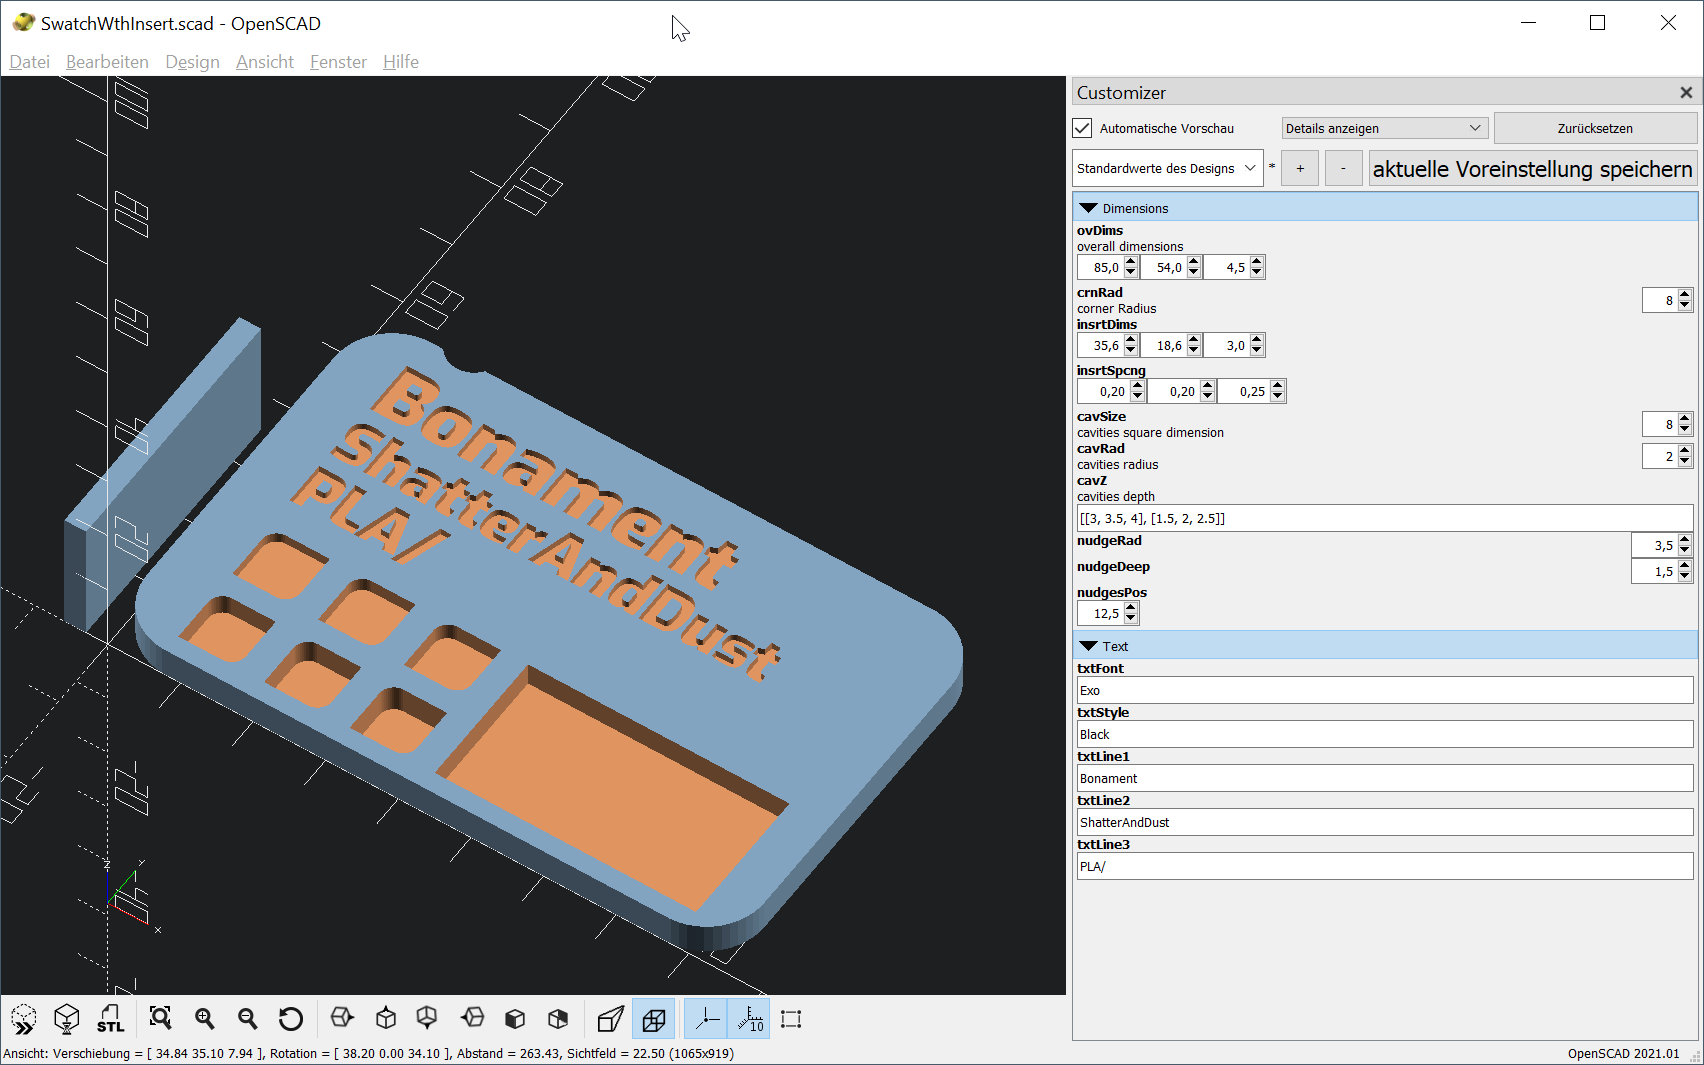 SwatchWthInsert.scad - OpenSCAD
Datei Bearbeiten Design Ansicht Fenster Hilfe
Customizer
Automatische Vorschau
Details anzeigen
Zurücksetzen
Standardwerte des Designs
*
+
-
aktuelle Voreinstellung speichern
Dimensions
ovDims
overall dimensions
85,0 54,0 4,5
crnRad
corner Radius
8
insrtDims
35,6 18,6 3,0
insrtSpcng
0,20 0,20 0,25
cavSize
cavities square dimension
8
cavRad
cavities radius
2
cavZ
cavities depth
[[3, 3.5, 4], [1.5, 2, 2.5]]
nudgeRad
3,5
nudgeDeep
1,5
nudgesPos
12,5
Text
txtFont
Exo
txtStyle
Black
txtLine1
Bonament
txtLine2
ShatterAndDust
txtLine3
PLA/
Bonament
ShatterAndDust
PLA/
z
y
x
STL
10
Ansicht: Verschiebung = [ 34.84 35.10 7.94 ], Rotation = [ 38.20 0.00 34.10 ], Abstand = 263.43, Sichtfeld = 22.50 (1065x919)
OpenSCAD 2021.01